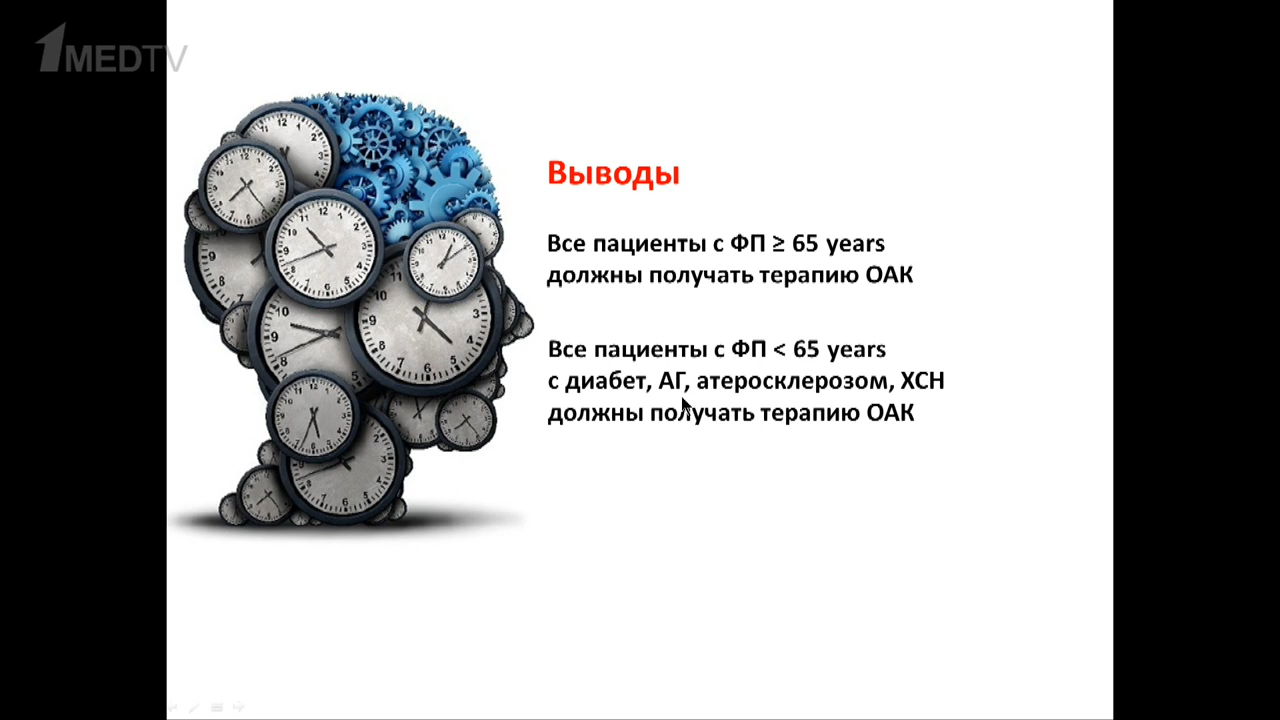 1MEDTV
Выводы
Все пациенты с ФП ≥ 65 years
должны получать терапию ОАК
Все пациенты с ФП < 65 years
с диабет, АГ, атеросклерозом, ХСН
должны получать терапию ОАК